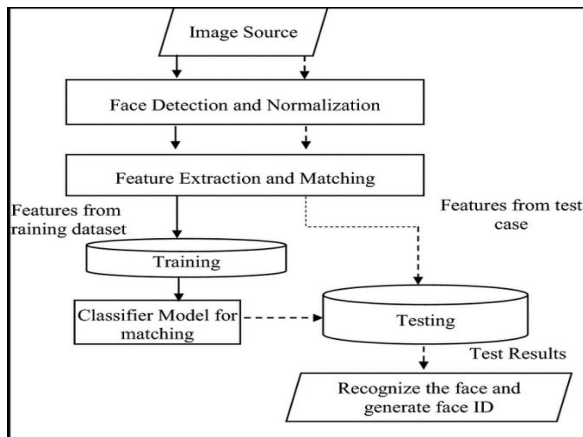 Image Source
Face Detection and Normalization
Feature Extraction and Matching
Features from
raining dataset
Features from test
case
Training
Classifier Model for
matching
Testing
Test Results
Recognize the face and
generate face ID